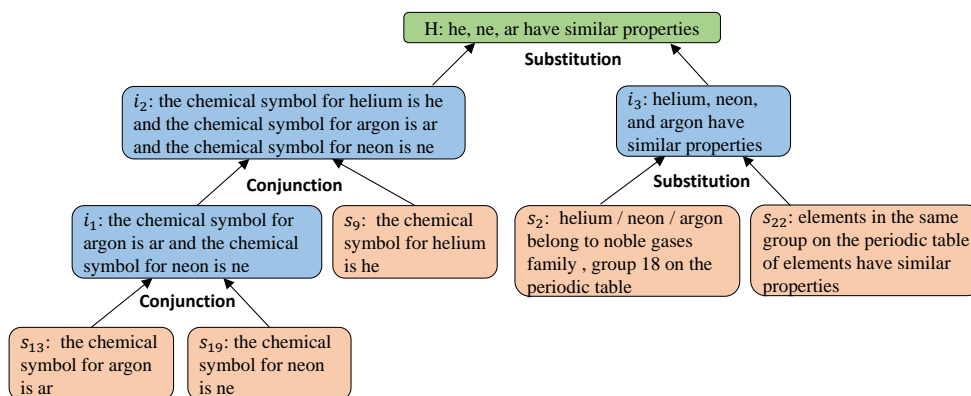 H: he, ne, ar have similar properties
Substitution
i₂: the chemical symbol for helium is he
and the chemical symbol for argon is ar
and the chemical symbol for neon is ne
i₃: helium, neon,
and argon have
similar properties
Conjunction
Substitution
i₁: the chemical symbol for
argon is ar and the chemical
symbol for neon is ne
s₉: the chemical
symbol for helium
is he
s₂: helium / neon / argon
belong to noble gases
family , group 18 on the
periodic table
s₂₂: elements in the same
group on the periodic table
of elements have similar
properties
Conjunction
s₁₃: the chemical
symbol for argon
is ar
s₁₉: the chemical
symbol for neon
is ne